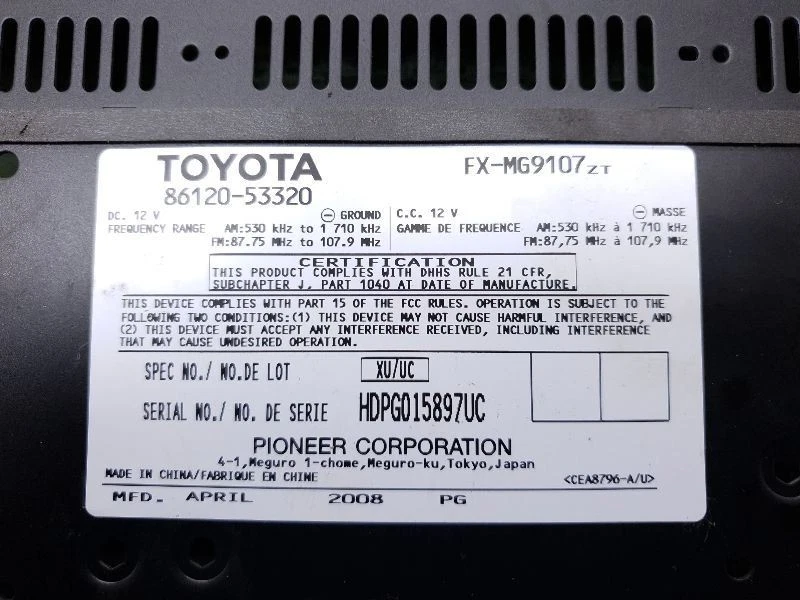 TOYOTA FX-MG9107ZT
86120-53320
DC. 12 V ⊖ GROUND C.C. 12 V ⊖ MASSE
FREQUENCY RANGE AM:530 kHz to 1 710 kHz GAMME DE FREQUENCE AM:530 kHz à 1 710 kHz
FM:87.75 MHz to 107.9 MHz FM:87,75 MHz à 107,9 MHz
CERTIFICATION
THIS PRODUCT COMPLIES WITH DHHS RULE 21 CFR,
SUBCHAPTER J, PART 1040 AT DATE OF MANUFACTURE.
THIS DEVICE COMPLIES WITH PART 15 OF THE FCC RULES. OPERATION IS SUBJECT TO THE
FOLLOWING TWO CONDITIONS:(1) THIS DEVICE MAY NOT CAUSE HARMFUL INTERFERENCE, AND
(2) THIS DEVICE MUST ACCEPT ANY INTERFERENCE RECEIVED, INCLUDING INTERFERENCE
THAT MAY CAUSE UNDESIRED OPERATION.
SPEC NO./ NO.DE LOT XU/UC
SERIAL NO./ NO. DE SERIE HDPG015897UC
PIONEER CORPORATION
4-1,Meguro 1-chome,Meguro-ku,Tokyo,Japan
MADE IN CHINA/FABRIQUE EN CHINE <CEA8796-A/U>
MFD. APRIL 2008 PG